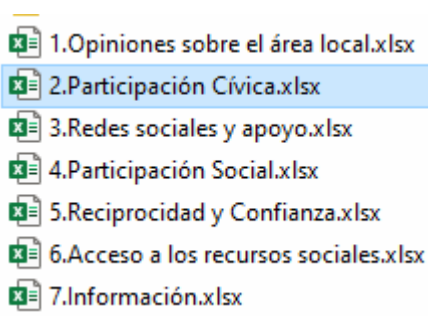 1.Opiniones sobre el área local.xlsx
2.Participación Cívica.xlsx
3.Redes sociales y apoyo.xlsx
4.Participación Social.xlsx
5.Reciprocidad y Confianza.xlsx
6.Acceso a los recursos sociales.xlsx
7.Información.xlsx